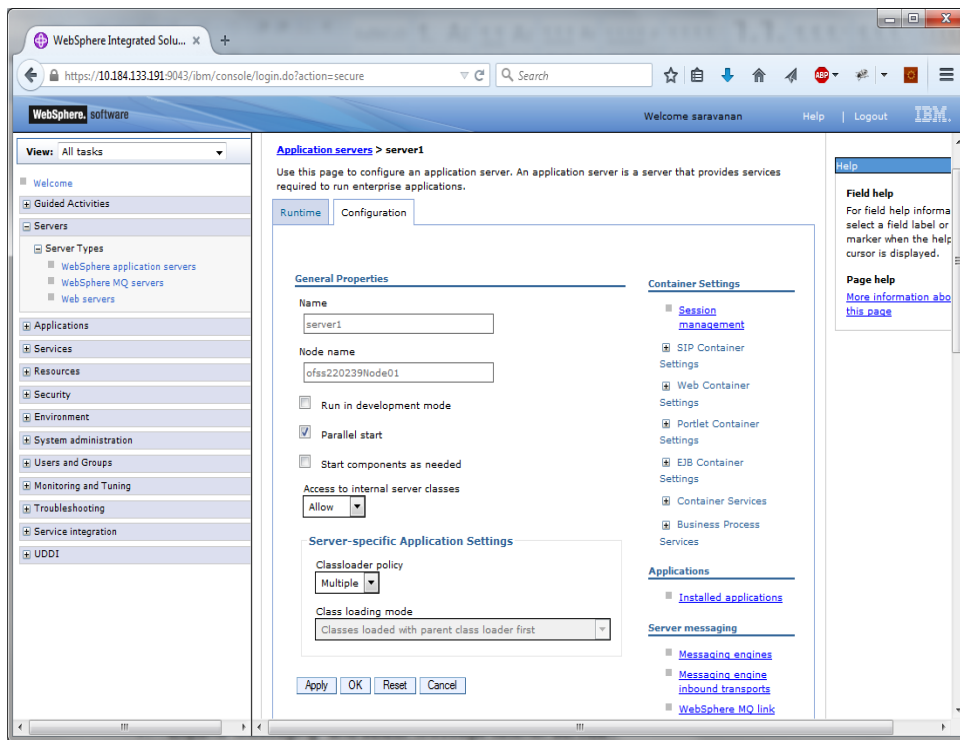 WebSphere Integrated Solu... × +
https://10.184.133.191:9043/ibm/console/login.do?action=secure
Search
ABP
WebSphere. software
Welcome saravanan
Help | Logout
IBM.
View: All tasks
Welcome
Guided Activities
Servers
Server Types
WebSphere application servers
WebSphere MQ servers
Web servers
Applications
Services
Resources
Security
Environment
System administration
Users and Groups
Monitoring and Tuning
Troubleshooting
Service integration
UDDI
Application servers > server1
Use this page to configure an application server. An application server is a server that provides services
required to run enterprise applications.
Runtime
Configuration
General Properties
Name
server1
Node name
ofss220239Node01
Run in development mode
Parallel start
Start components as needed
Access to internal server classes
Allow
Server-specific Application Settings
Classloader policy
Multiple
Class loading mode
Classes loaded with parent class loader first
Apply OK Reset Cancel
Container Settings
Session
management
SIP Container
Settings
Web Container
Settings
Portlet Container
Settings
EJB Container
Settings
Container Services
Business Process
Services
Applications
Installed applications
Server messaging
Messaging engines
Messaging engine
inbound transports
WebSphere MQ link
Help
Field help
For field help informa
select a field label or
marker when the help
cursor is displayed.
Page help
More information abo
this page